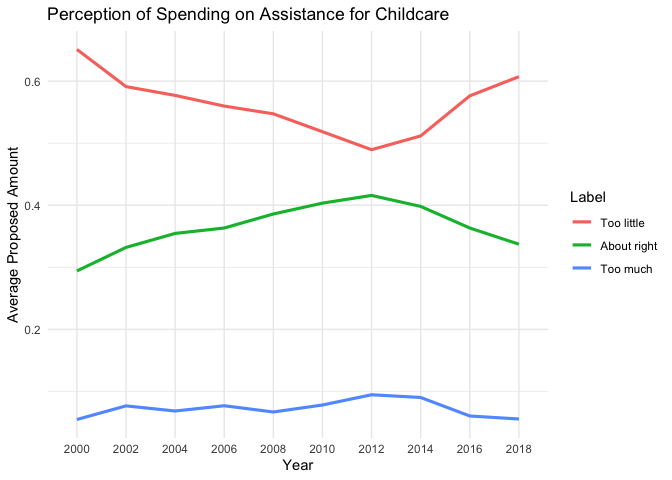 Perception of Spending on Assistance for Childcare
Average Proposed Amount
0.6
0.4
0.2
2000 2002 2004 2006 2008 2010 2012 2014 2016 2018
Year
Label
Too little
About right
Too much